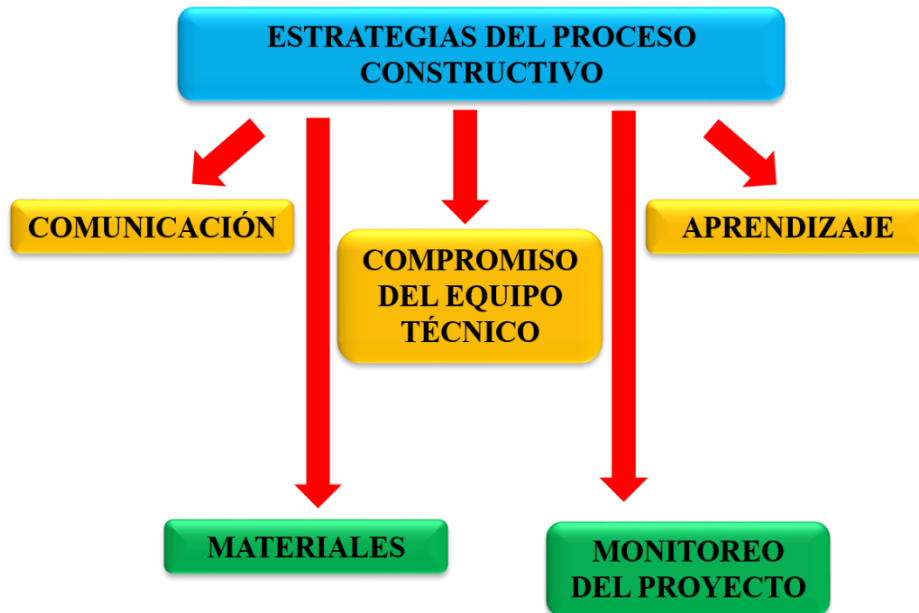 ESTRATEGIAS DEL PROCESO
CONSTRUCTIVO
COMUNICACIÓN
APRENDIZAJE
COMPROMISO
DEL EQUIPO
TÉCNICO
MATERIALES
MONITOREO
DEL PROYECTO